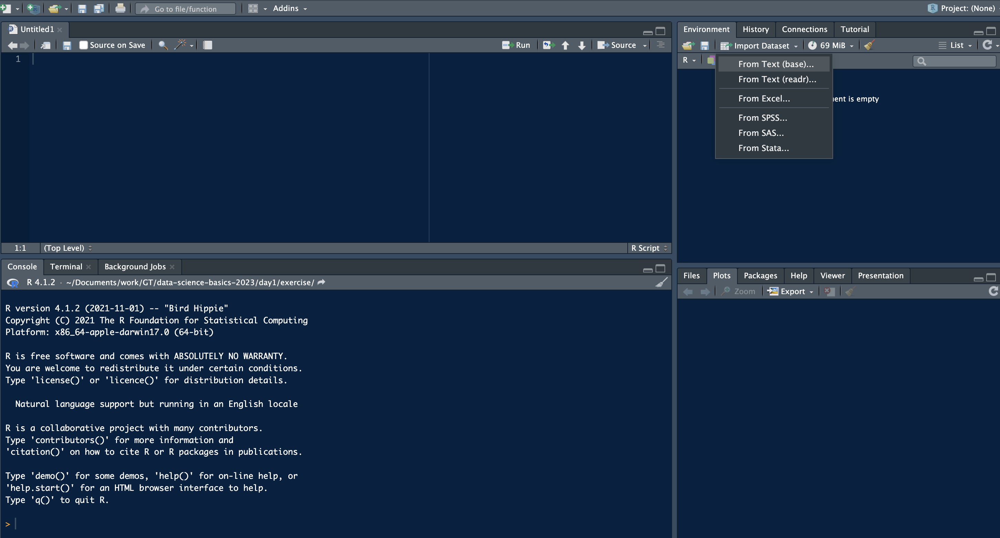 Go to file/function
Addins
Project: (None)
Untitled1
Source on Save
Run
Source
1
1:1
(Top Level)
R Script
Console
Terminal
Background Jobs
R 4.1.2 · ~/Documents/work/GT/data-science-basics-2023/day1/exercise/
R version 4.1.2 (2021-11-01) -- "Bird Hippie"
Copyright (C) 2021 The R Foundation for Statistical Computing
Platform: x86_64-apple-darwin17.0 (64-bit)
R is free software and comes with ABSOLUTELY NO WARRANTY.
You are welcome to redistribute it under certain conditions.
Type 'license()' or 'licence()' for distribution details.
Natural language support but running in an English locale
R is a collaborative project with many contributors.
Type 'contributors()' for more information and
'citation()' on how to cite R or R packages in publications.
Type 'demo()' for some demos, 'help()' for on-line help, or
'help.start()' for an HTML browser interface to help.
Type 'q()' to quit R.
>
Environment
History
Connections
Tutorial
Import Dataset
69 MiB
List
R
From Text (base)...
From Text (readr)...
From Excel...
From SPSS...
From SAS...
From Stata...
is empty
Files
Plots
Packages
Help
Viewer
Presentation
Zoom
Export